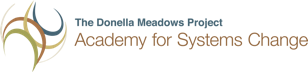 The Donella Meadows Project
Academy for Systems Change